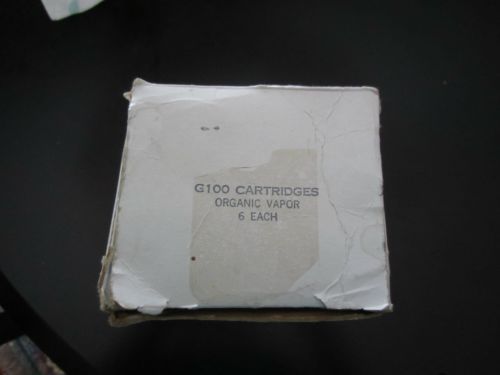 G100 CARTRIDGES
ORGANIC VAPOR
6 EACH